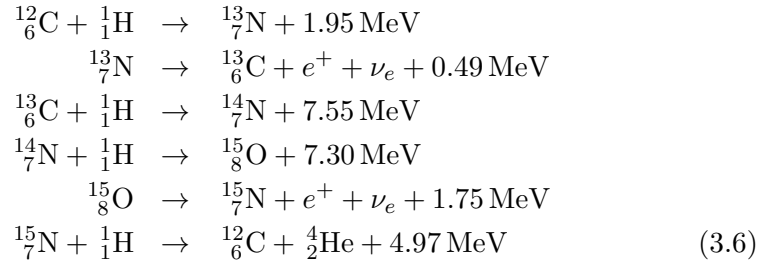 ¹²₆C + ¹₁H → ¹³₇N + 1.95 MeV
¹³₇N → ¹³₆C + e⁺ + νₑ + 0.49 MeV
¹³₆C + ¹₁H → ¹⁴₇N + 7.55 MeV
¹⁴₇N + ¹₁H → ¹⁵₈O + 7.30 MeV
¹⁵₈O → ¹⁵₇N + e⁺ + νₑ + 1.75 MeV
¹⁵₇N + ¹₁H → ¹²₆C + ⁴₂He + 4.97 MeV (3.6)